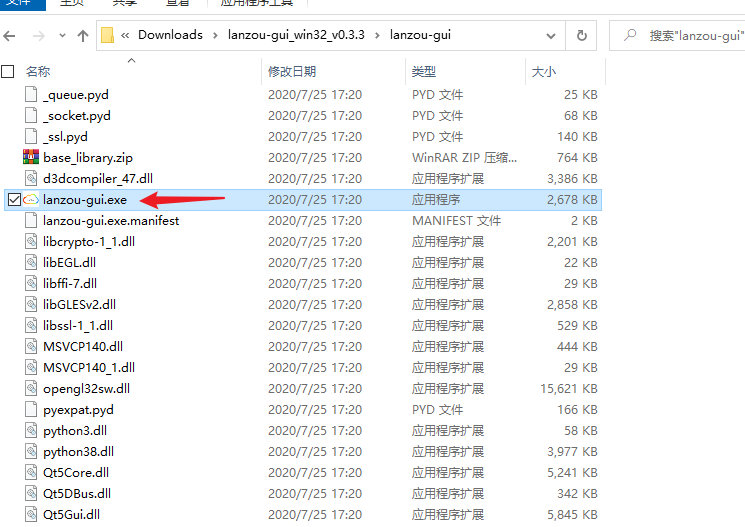 文件 主页 共享 查看 应用程序工具
« Downloads › lanzou-gui_win32_v0.3.3 › lanzou-gui 搜索"lanzou-gui"
名称 修改日期 类型 大小
_queue.pyd 2020/7/25 17:20 PYD 文件 25 KB
_socket.pyd 2020/7/25 17:20 PYD 文件 68 KB
_ssl.pyd 2020/7/25 17:20 PYD 文件 140 KB
base_library.zip 2020/7/25 17:20 WinRAR ZIP 压缩... 764 KB
d3dcompiler_47.dll 2020/7/25 17:20 应用程序扩展 3,386 KB
lanzou-gui.exe 2020/7/25 17:20 应用程序 2,678 KB
lanzou-gui.exe.manifest 2020/7/25 17:20 MANIFEST 文件 2 KB
libcrypto-1_1.dll 2020/7/25 17:20 应用程序扩展 2,201 KB
libEGL.dll 2020/7/25 17:20 应用程序扩展 22 KB
libffi-7.dll 2020/7/25 17:20 应用程序扩展 29 KB
libGLESv2.dll 2020/7/25 17:20 应用程序扩展 2,858 KB
libssl-1_1.dll 2020/7/25 17:20 应用程序扩展 529 KB
MSVCP140.dll 2020/7/25 17:20 应用程序扩展 444 KB
MSVCP140_1.dll 2020/7/25 17:20 应用程序扩展 29 KB
opengl32sw.dll 2020/7/25 17:20 应用程序扩展 15,621 KB
pyexpat.pyd 2020/7/25 17:20 PYD 文件 166 KB
python3.dll 2020/7/25 17:20 应用程序扩展 58 KB
python38.dll 2020/7/25 17:20 应用程序扩展 3,977 KB
Qt5Core.dll 2020/7/25 17:20 应用程序扩展 5,241 KB
Qt5DBus.dll 2020/7/25 17:20 应用程序扩展 342 KB
Qt5Gui.dll 2020/7/25 17:20 应用程序扩展 5,845 KB